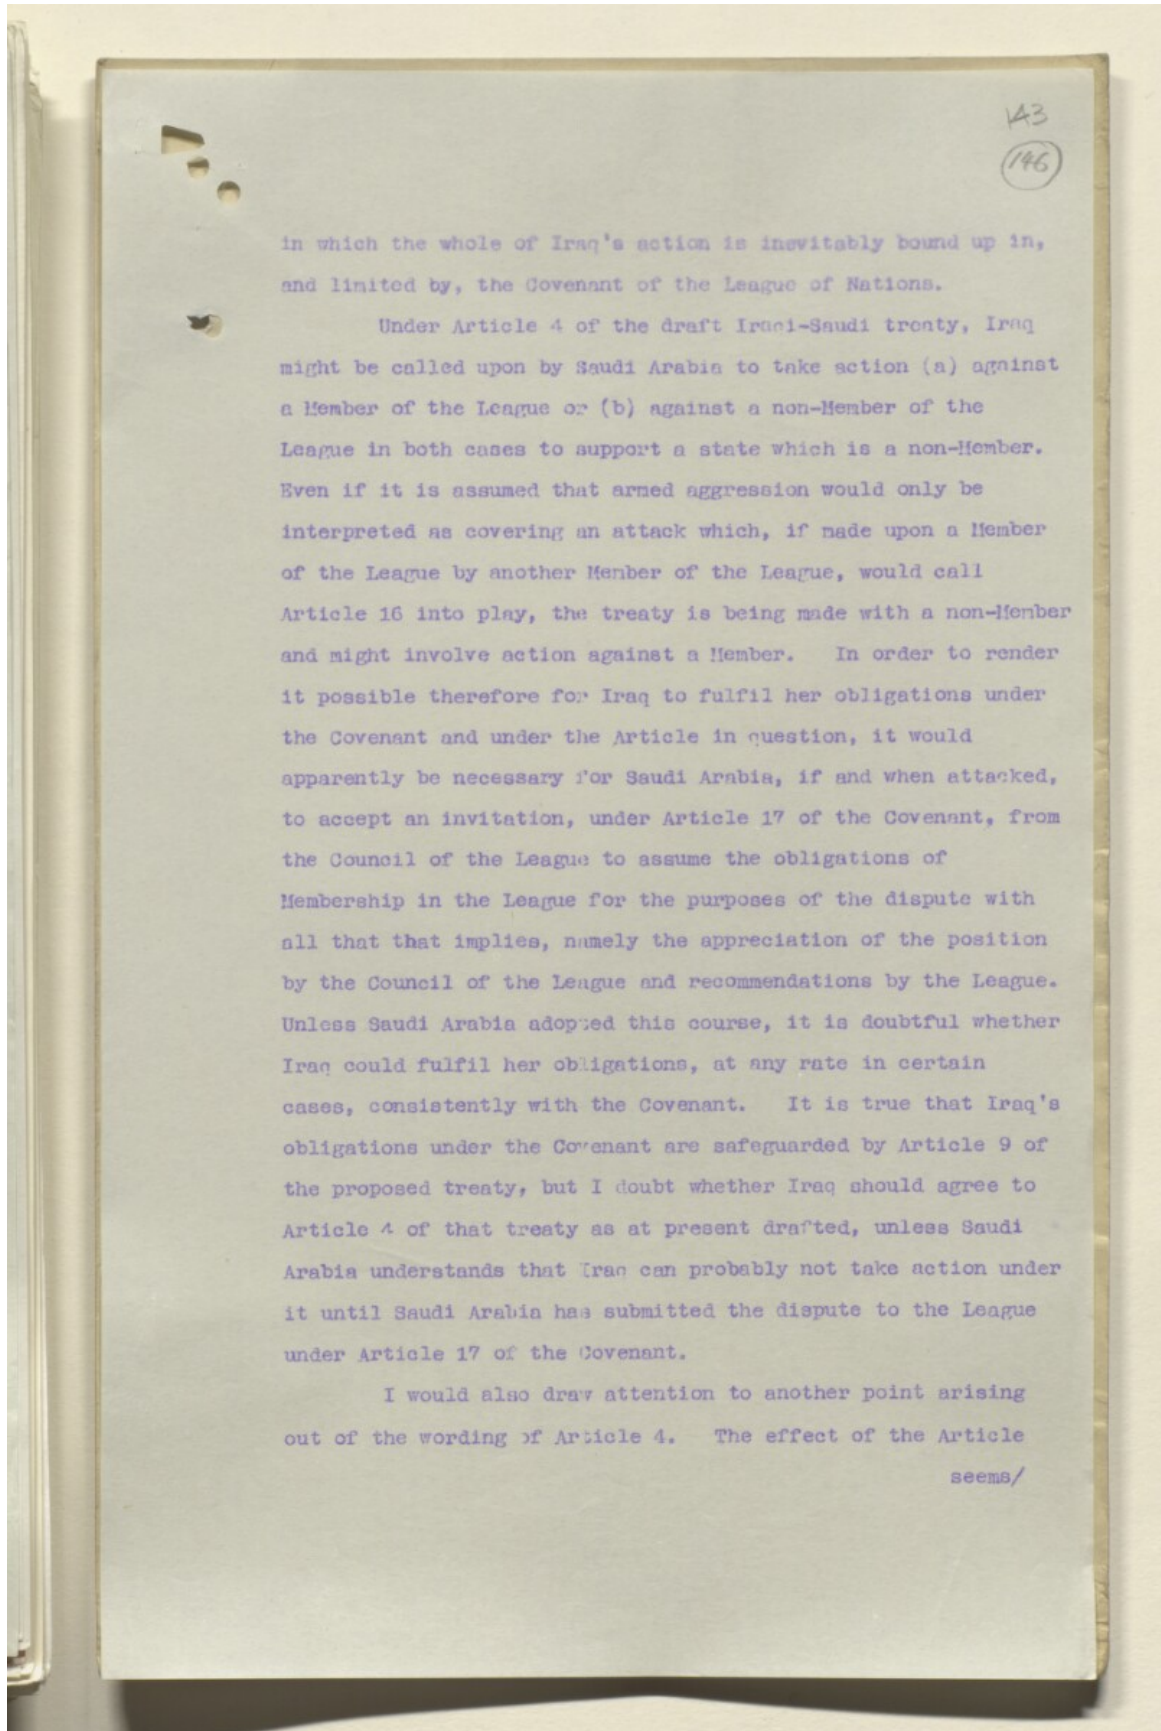 143
146
in which the whole of Iraq's action is inevitably bound up in,
and limited by, the Covenant of the League of Nations.
Under Article 4 of the draft Iraqi-Saudi treaty, Iraq
might be called upon by Saudi Arabia to take action (a) against
a Member of the League or (b) against a non-Member of the
League in both cases to support a state which is a non-Member.
Even if it is assumed that armed aggression would only be
interpreted as covering an attack which, if made upon a Member
of the League by another Member of the League, would call
Article 16 into play, the treaty is being made with a non-Member
and might involve action against a Member. In order to render
it possible therefore for Iraq to fulfil her obligations under
the Covenant and under the Article in question, it would
apparently be necessary for Saudi Arabia, if and when attacked,
to accept an invitation, under Article 17 of the Covenant, from
the Council of the League to assume the obligations of
Membership in the League for the purposes of the dispute with
all that that implies, namely the appreciation of the position
by the Council of the League and recommendations by the League.
Unless Saudi Arabia adopted this course, it is doubtful whether
Iraq could fulfil her obligations, at any rate in certain
cases, consistently with the Covenant. It is true that Iraq's
obligations under the Covenant are safeguarded by Article 9 of
the proposed treaty, but I doubt whether Iraq should agree to
Article 4 of that treaty as at present drafted, unless Saudi
Arabia understands that Iraq can probably not take action under
it until Saudi Arabia has submitted the dispute to the League
under Article 17 of the Covenant.
I would also draw attention to another point arising
out of the wording of Article 4. The effect of the Article
seems/